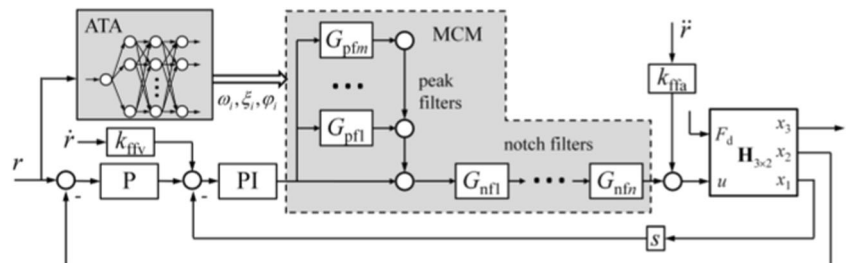 ATA
G_pfm
MCM
r̈
peak
filters
k_ffa
ω_i,ξ_i,φ_i
ṙ
k_ffv
G_pf1
notch filters
F_d
x_3
H_3×2
x_2
r
P
PI
G_nf1
G_nfn
u
x_1
-
-
s